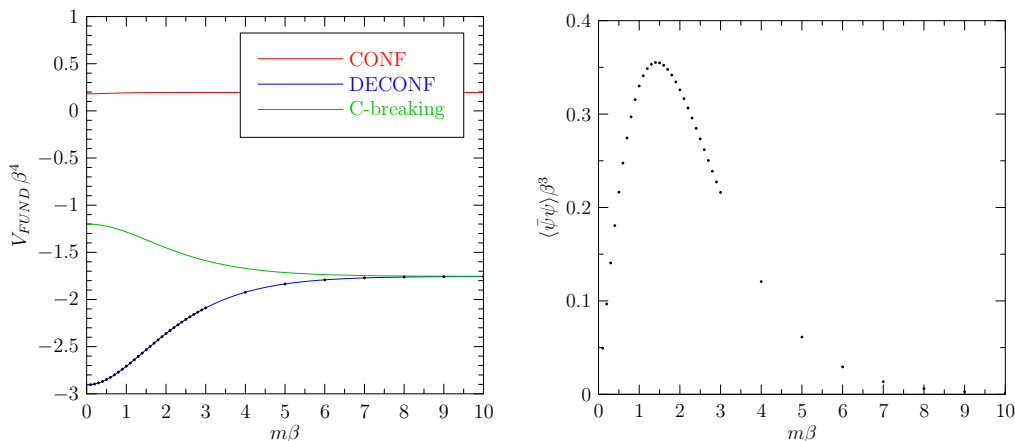 1
0.5
0
−0.5
−1
−1.5
−2
−2.5
−3
V_{FUND} β^4
CONF
DECONF
C-breaking
0 1 2 3 4 5 6 7 8 9 10
mβ
0.4
0.3
0.2
0.1
0
⟨ψ̄ψ⟩β^3
0 1 2 3 4 5 6 7 8 9 10
mβ